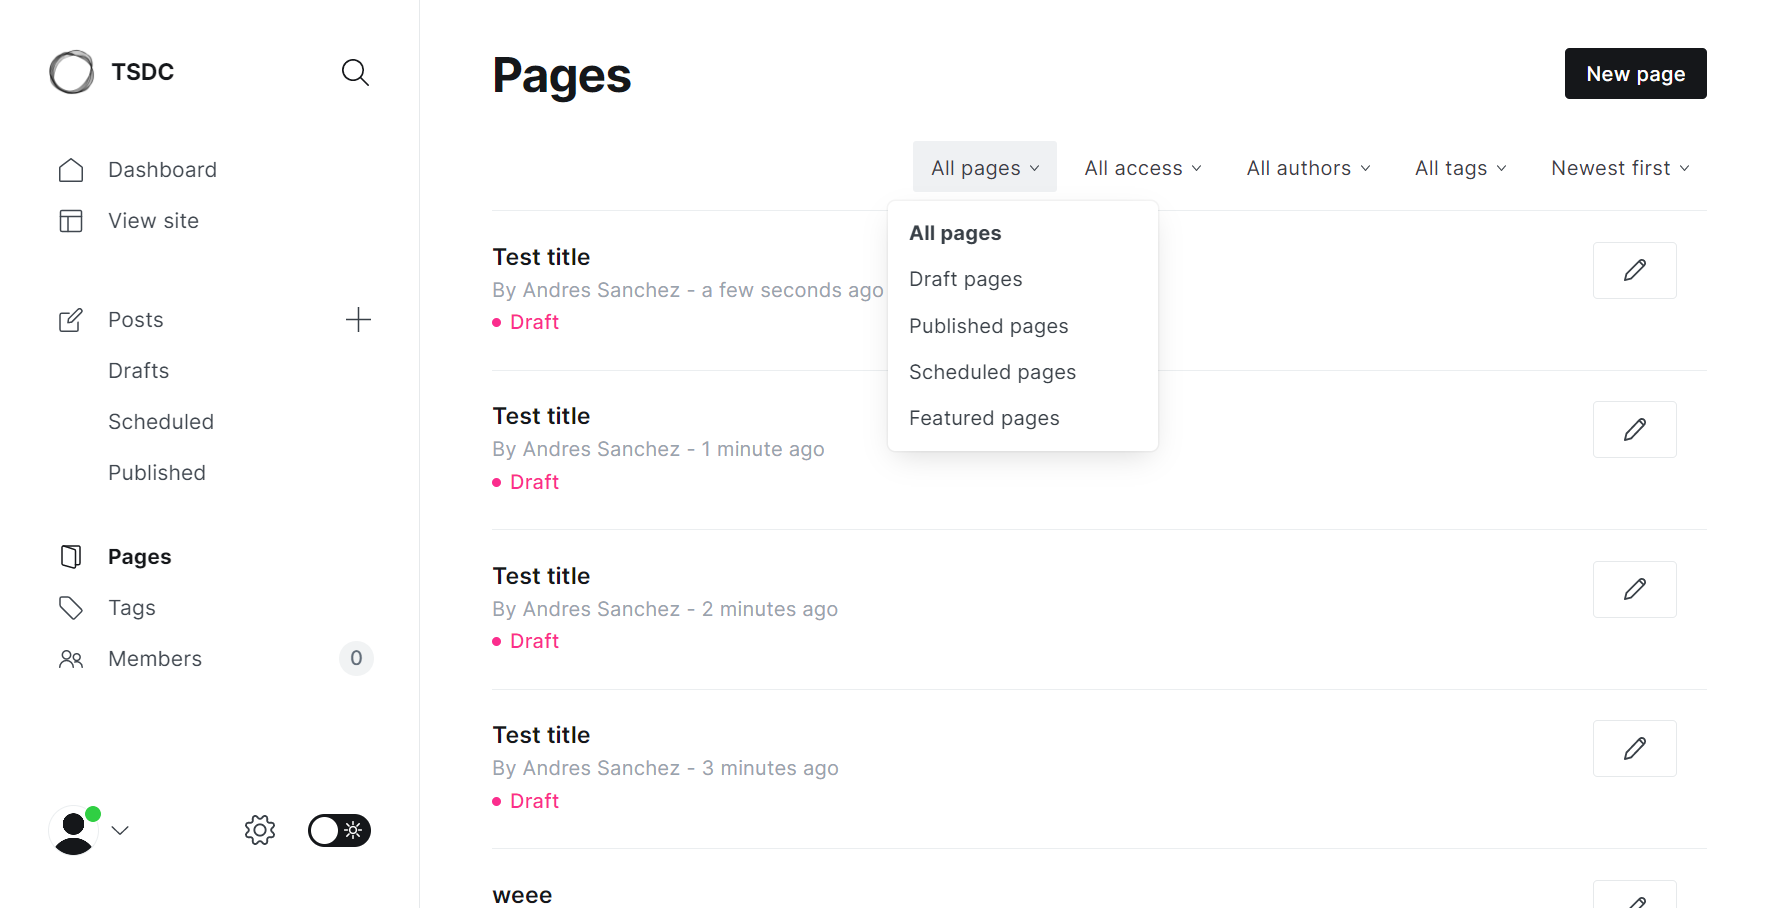 TSDC
Dashboard
View site
Posts
Drafts
Scheduled
Published
Pages
Tags
Members
0
Pages
New page
All pages
All access
All authors
All tags
Newest first
All pages
Draft pages
Published pages
Scheduled pages
Featured pages
Test title
By Andres Sanchez - a few seconds ago
Draft
Test title
By Andres Sanchez - 1 minute ago
Draft
Test title
By Andres Sanchez - 2 minutes ago
Draft
Test title
By Andres Sanchez - 3 minutes ago
Draft
weee